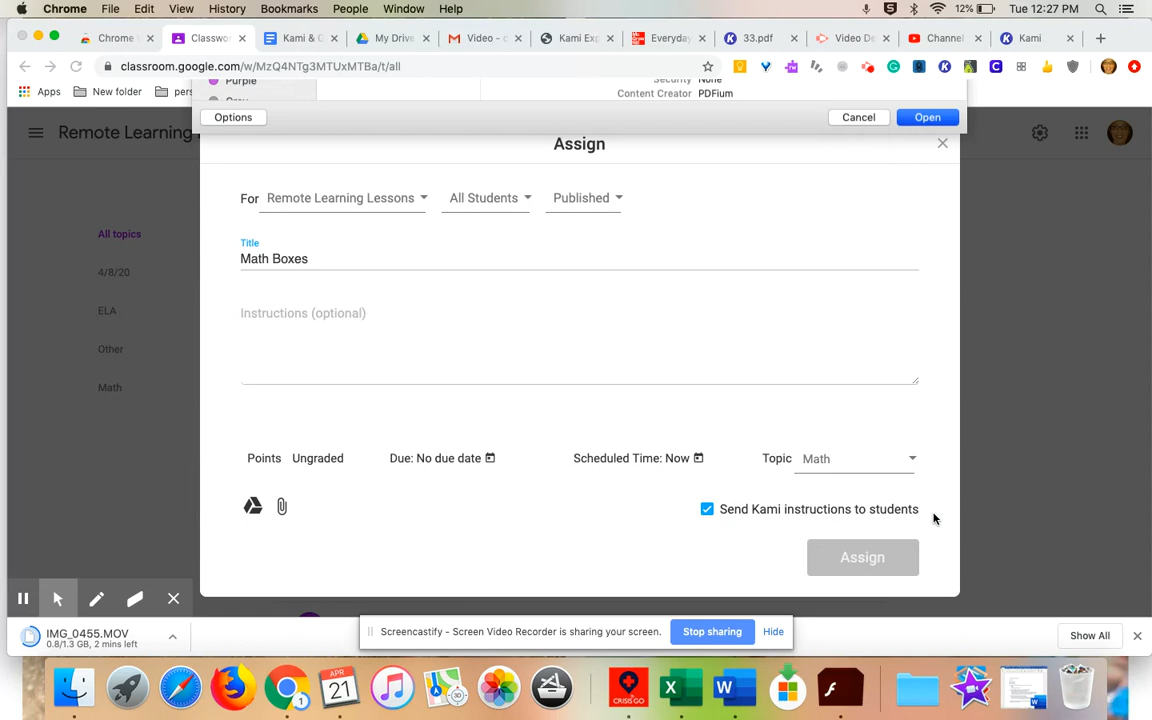 Chrome File Edit View History Bookmarks People Window Help 12% Tue 12:27 PM
Chrome Classwor Kami & G My Drive Video - c Kami Exp Everyday 33.pdf Video De Channel Kami
classroom.google.com/w/MzQ4NTg3MTUxMTBa/t/all
Apps New folder pers
Purple
Security None
Content Creator PDFium
Options Cancel Open
Remote Learning
Assign
For Remote Learning Lessons All Students Published
All topics
Title
Math Boxes
4/8/20
ELA
Instructions (optional)
Other
Math
Points Ungraded Due: No due date Scheduled Time: Now Topic Math
Send Kami instructions to students
Assign
IMG_0455.MOV
0.8/1.3 GB, 2 mins left
Screencastify - Screen Video Recorder is sharing your screen. Stop sharing Hide
Show All
APR
21
CRISISGO